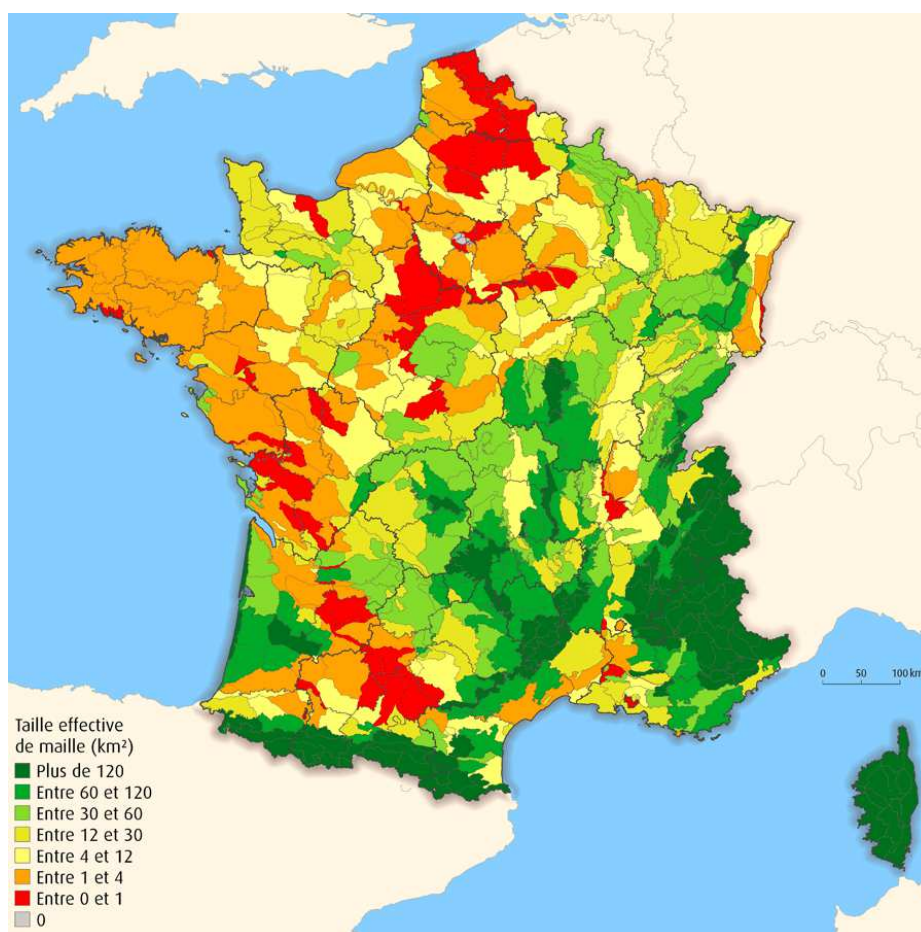 0 50 100 km
Taille effective
de maille (km²)
Plus de 120
Entre 60 et 120
Entre 30 et 60
Entre 12 et 30
Entre 4 et 12
Entre 1 et 4
Entre 0 et 1
0